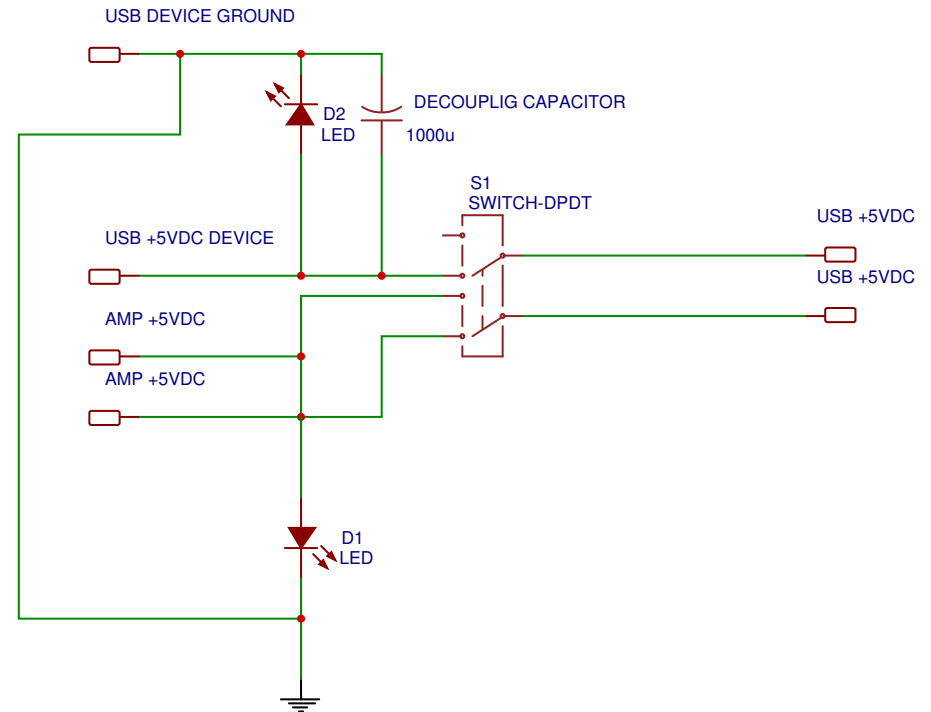 USB DEVICE GROUND
DECOUPLIG CAPACITOR
D2
LED
1000u
S1
SWITCH-DPDT
USB +5VDC
USB +5VDC DEVICE
USB +5VDC
AMP +5VDC
AMP +5VDC
D1
LED